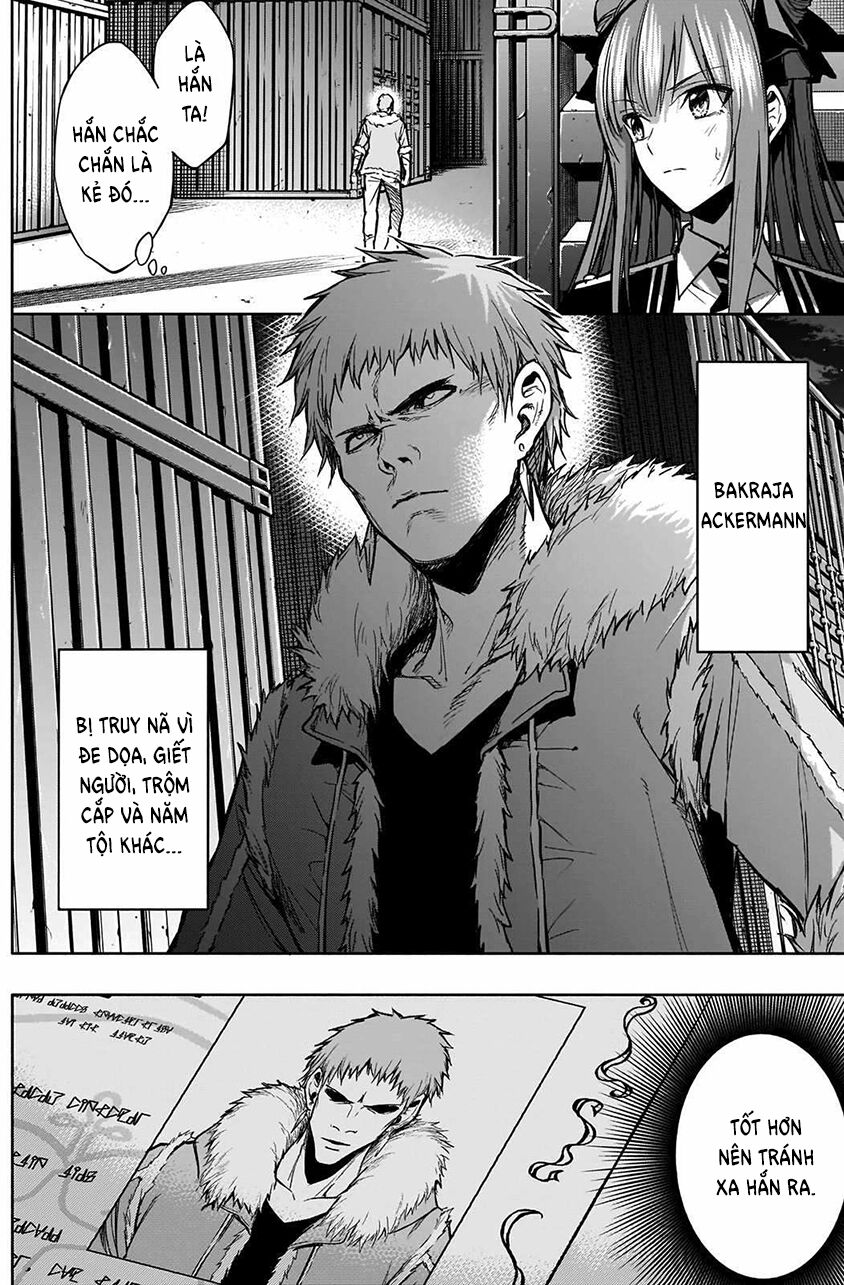 LÀ
HẮN
TA!
HẮN CHẮC
CHẮN LÀ
KẺ ĐÓ...
BAKRAJA
ACKERMANN
BỊ TRUY NÃ VÌ
ĐE DỌA, GIẾT
NGƯỜI, TRỘM
CẮP VÀ NĂM
TỘI KHÁC...
TỐT HƠN
NÊN TRÁNH
XA HẮN RA.